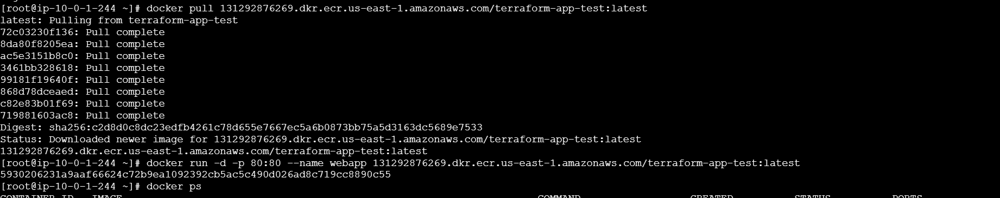 [root@ip-10-0-1-244 ~]# docker pull 131292876269.dkr.ecr.us-east-1.amazonaws.com/terraform-app-test:latest
latest: Pulling from terraform-app-test
72c03230f136: Pull complete
8da80f8205ea: Pull complete
ac5e3151b8c0: Pull complete
3461bb328618: Pull complete
99181f19640f: Pull complete
868d78dceaed: Pull complete
c82e83b01f69: Pull complete
719881603ac8: Pull complete
Digest: sha256:c2d8d0c8dc23edfb4261c78d655e7667ec5a6b0873bb75a5d3163dc5689e7533
Status: Downloaded newer image for 131292876269.dkr.ecr.us-east-1.amazonaws.com/terraform-app-test:latest
131292876269.dkr.ecr.us-east-1.amazonaws.com/terraform-app-test:latest
[root@ip-10-0-1-244 ~]# docker run -d -p 80:80 --name webapp 131292876269.dkr.ecr.us-east-1.amazonaws.com/terraform-app-test:latest
5930206231a9aaf66624c72b9ea1092392cb5ac5c490d026ad8c719cc8890c55
[root@ip-10-0-1-244 ~]# docker ps
CONTAINER ID IMAGE COMMAND CREATED STATUS PORTS